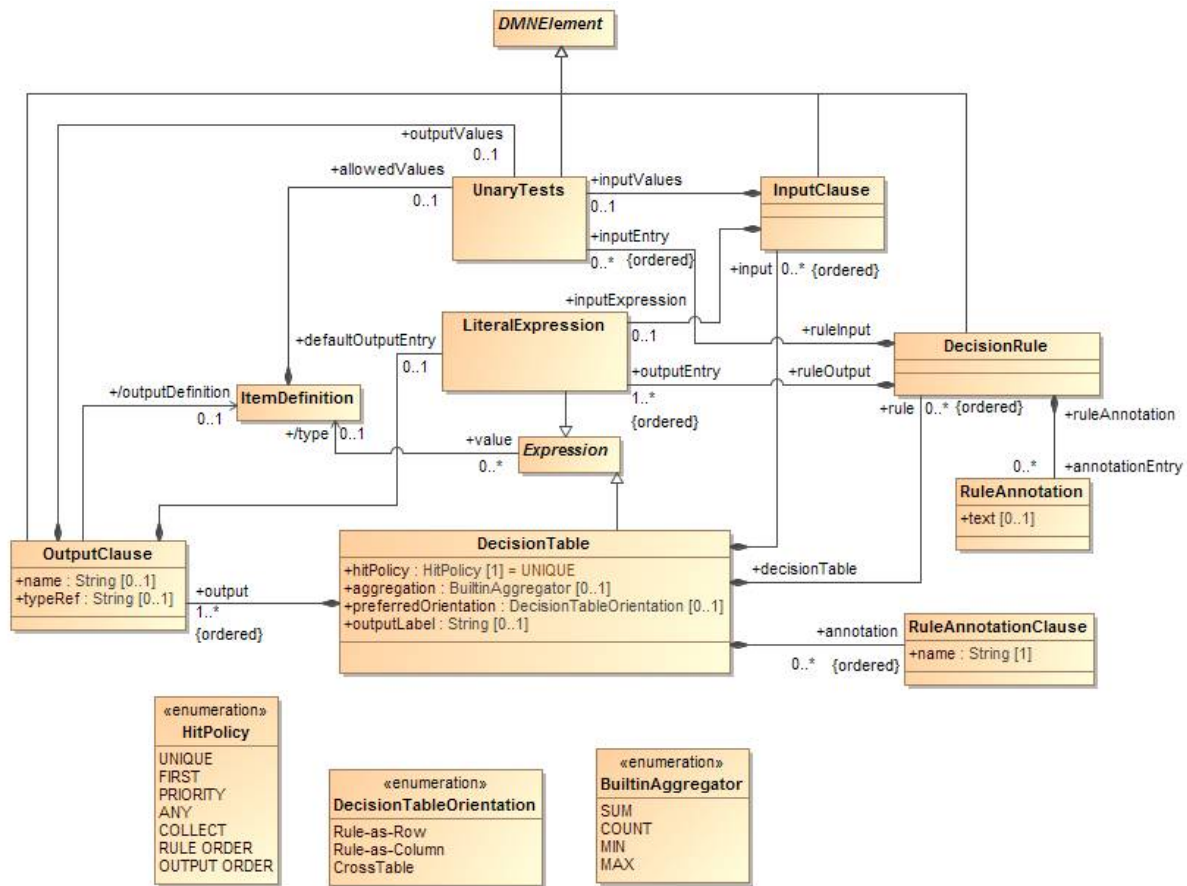 DMNElement
+outputValues
0..1
+allowedValues
0..1
UnaryTests
+inputValues
0..1
InputClause
+inputEntry
0..*
{ordered}
+input
0..*
{ordered}
+inputExpression
0..1
LiteralExpression
+ruleInput
DecisionRule
+defaultOutputEntry
0..1
+outputEntry
1..*
{ordered}
+ruleOutput
+/outputDefinition
0..1
ItemDefinition
+rule
0..*
{ordered}
+ruleAnnotation
+/type
0..1
+value
0..*
Expression
0..*
+annotationEntry
RuleAnnotation
+text [0..1]
OutputClause
+name : String [0..1]
+typeRef : String [0..1]
+output
1..*
{ordered}
DecisionTable
+hitPolicy : HitPolicy [1] = UNIQUE
+aggregation : BuiltinAggregator [0..1]
+preferredOrientation : DecisionTableOrientation [0..1]
+outputLabel : String [0..1]
+decisionTable
+annotation
0..*
{ordered}
RuleAnnotationClause
+name : String [1]
«enumeration»
HitPolicy
UNIQUE
FIRST
PRIORITY
ANY
COLLECT
RULE ORDER
OUTPUT ORDER
«enumeration»
DecisionTableOrientation
Rule-as-Row
Rule-as-Column
CrossTable
«enumeration»
BuiltinAggregator
SUM
COUNT
MIN
MAX